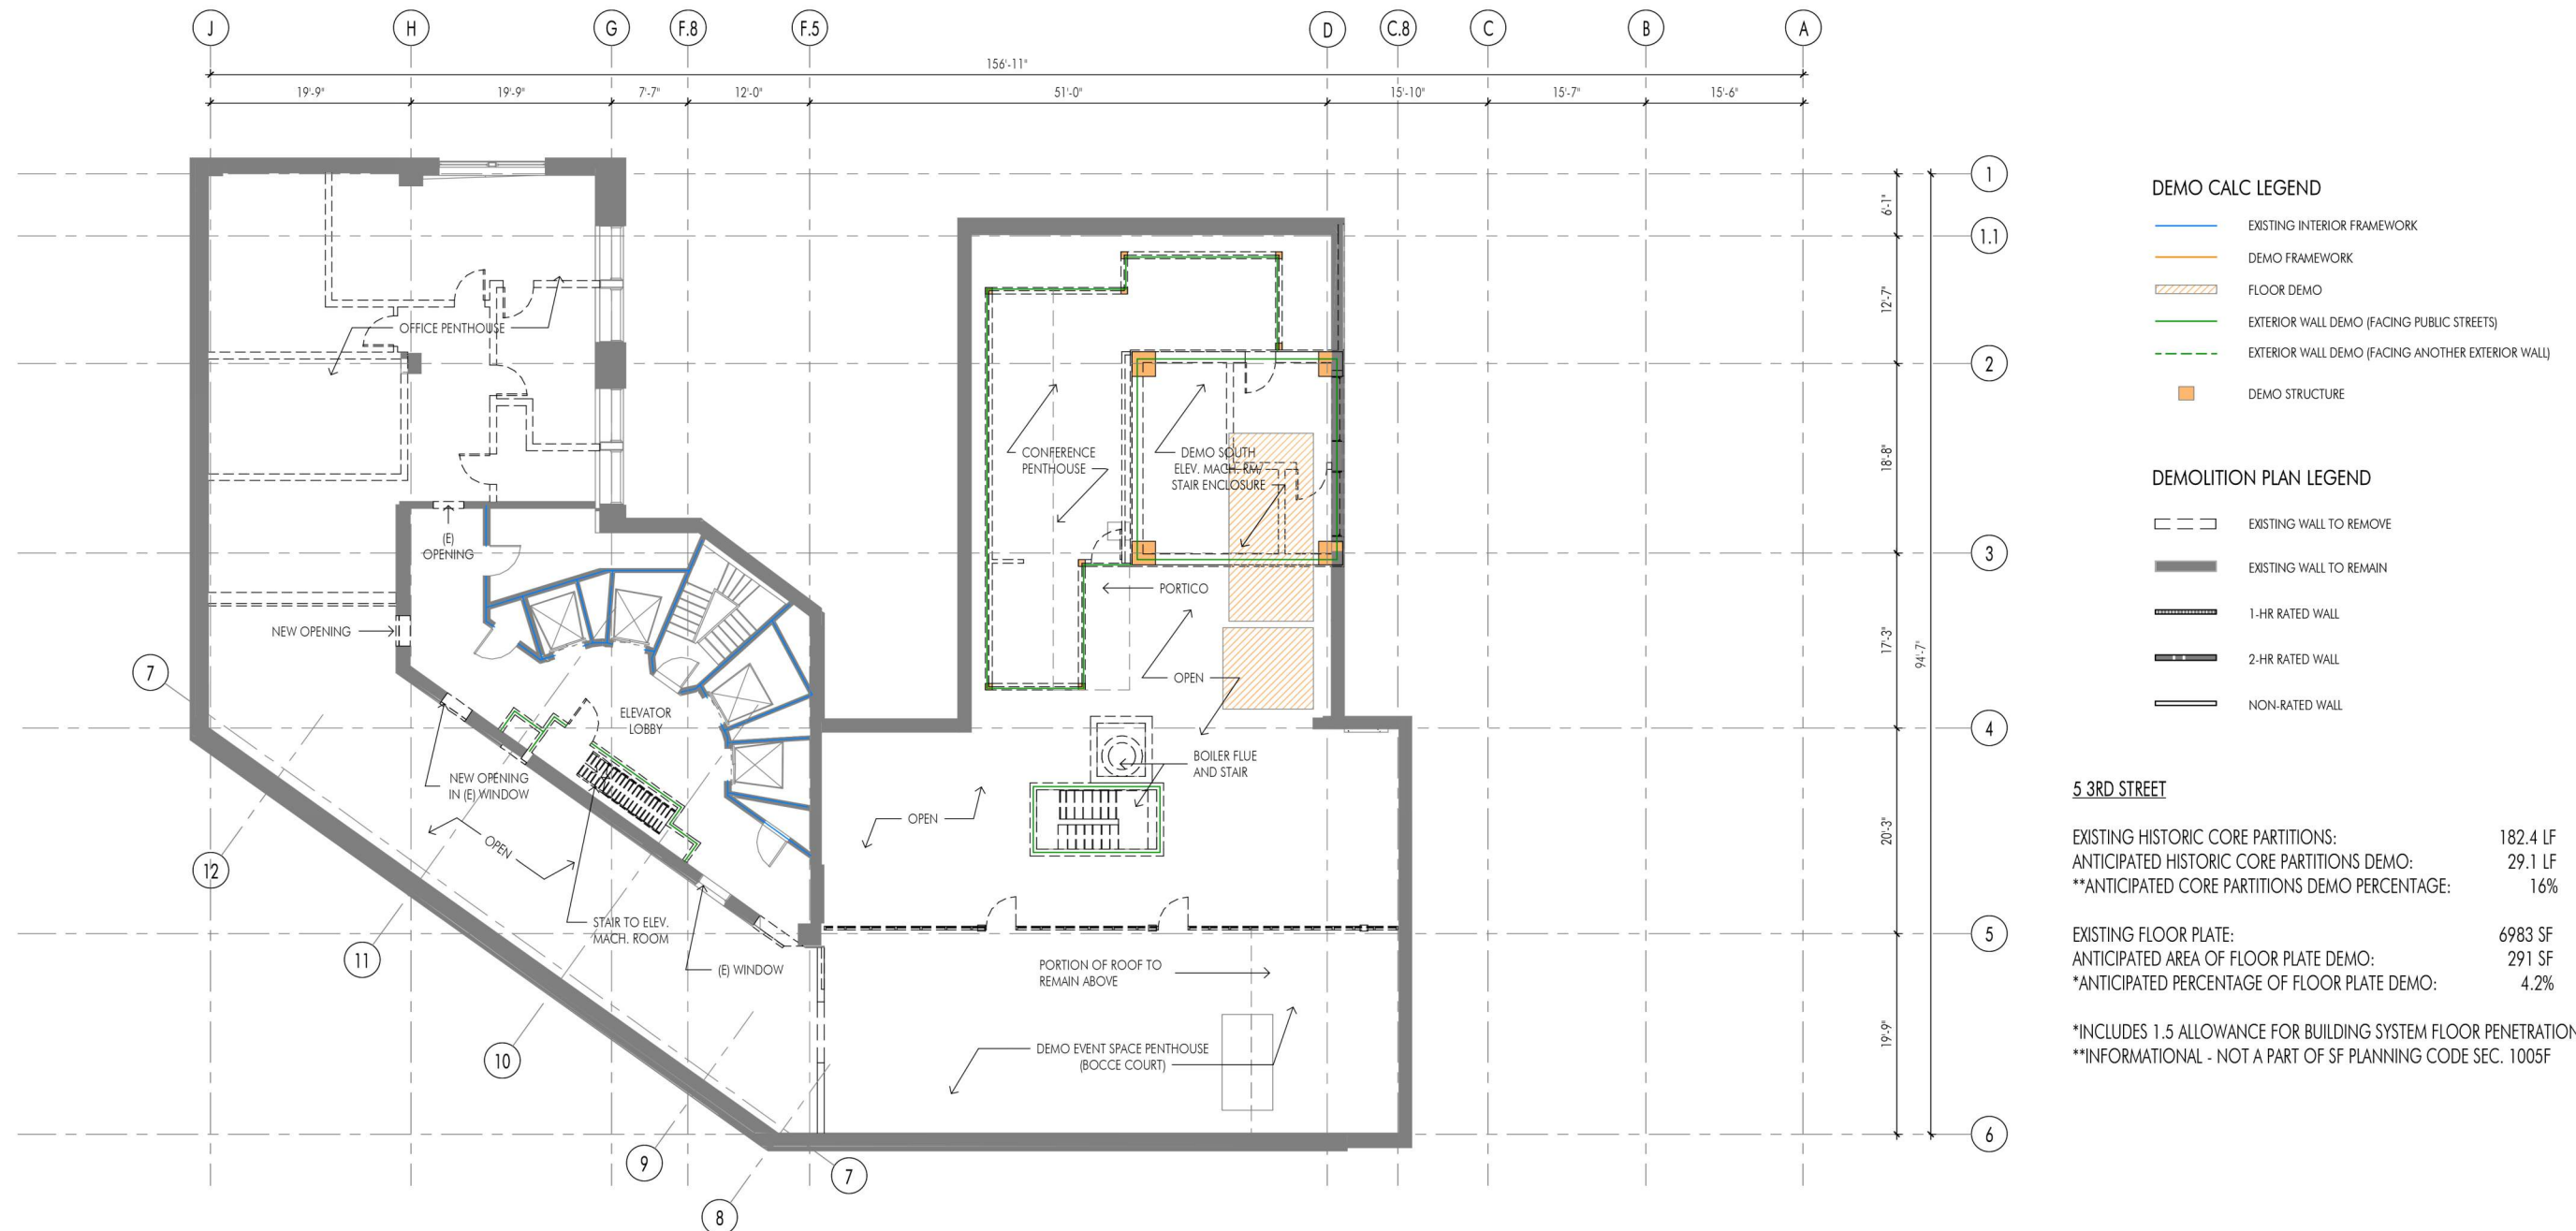 J H G F.8 F.5 D C.8 C B A
156'-11"
19'-9" 19'-9" 7'-7" 12'-0" 51'-0" 15'-10" 15'-7" 15'-6"
1
6'-1"
1.1
12'-7"
2
18'-8"
3
17'-3"
94'-7"
4
20'-3"
5
19'-9"
6
7
12
11
10
9
8
7
OFFICE PENTHOUSE
(E)
OPENING
NEW OPENING
ELEVATOR
LOBBY
NEW OPENING
IN (E) WINDOW
OPEN
STAIR TO ELEV.
MACH. ROOM
(E) WINDOW
CONFERENCE
PENTHOUSE
DEMO SOUTH
ELEV. MACH. RM/
STAIR ENCLOSURE
PORTICO
OPEN
BOILER FLUE
AND STAIR
OPEN
PORTION OF ROOF TO
REMAIN ABOVE
DEMO EVENT SPACE PENTHOUSE
(BOCCE COURT)
DEMO CALC LEGEND
EXISTING INTERIOR FRAMEWORK
DEMO FRAMEWORK
FLOOR DEMO
EXTERIOR WALL DEMO (FACING PUBLIC STREETS)
EXTERIOR WALL DEMO (FACING ANOTHER EXTERIOR WALL)
DEMO STRUCTURE
DEMOLITION PLAN LEGEND
EXISTING WALL TO REMOVE
EXISTING WALL TO REMAIN
1-HR RATED WALL
2-HR RATED WALL
NON-RATED WALL
5 3RD STREET
EXISTING HISTORIC CORE PARTITIONS: 182.4 LF
ANTICIPATED HISTORIC CORE PARTITIONS DEMO: 29.1 LF
**ANTICIPATED CORE PARTITIONS DEMO PERCENTAGE: 16%
EXISTING FLOOR PLATE: 6983 SF
ANTICIPATED AREA OF FLOOR PLATE DEMO: 291 SF
*ANTICIPATED PERCENTAGE OF FLOOR PLATE DEMO: 4.2%
*INCLUDES 1.5 ALLOWANCE FOR BUILDING SYSTEM FLOOR PENETRATION
**INFORMATIONAL - NOT A PART OF SF PLANNING CODE SEC. 1005F